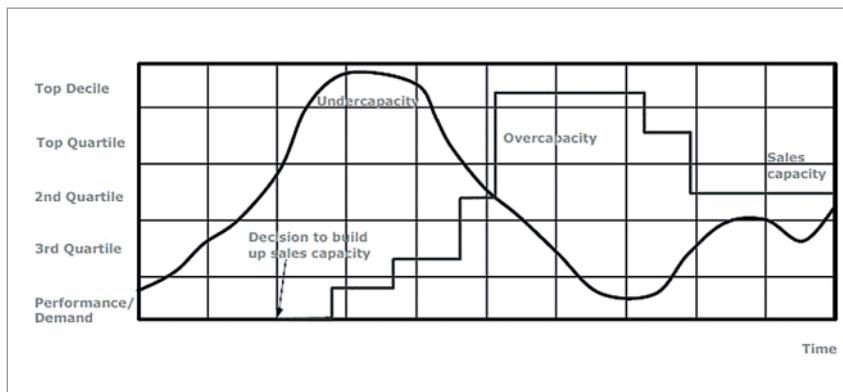 Top Decile
Undercapacity
Top Quartile
Overcapacity
Sales
capacity
2nd Quartile
Decision to build
up sales capacity
3rd Quartile
Performance/
Demand
Time